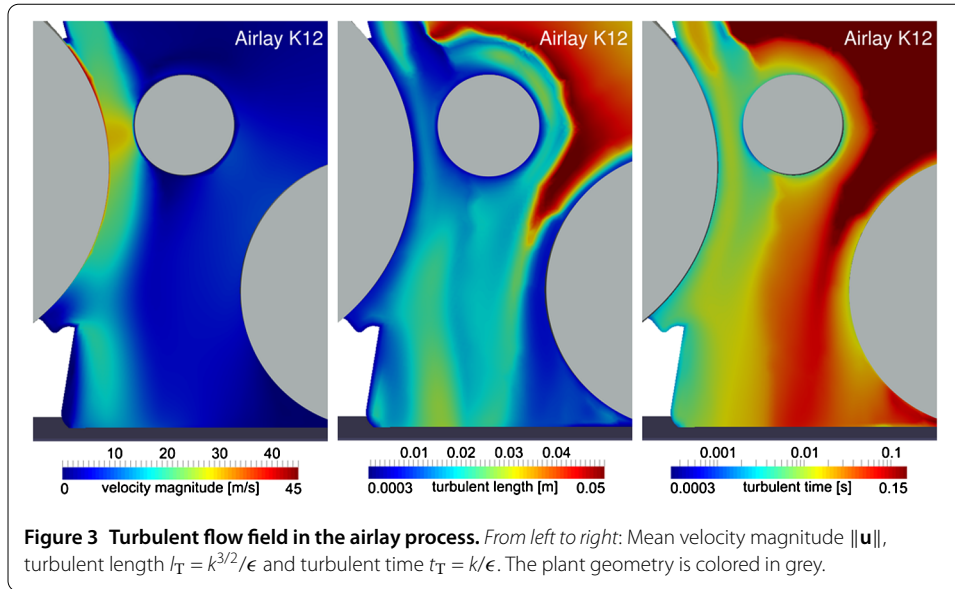 Airlay K12
Airlay K12
Airlay K12
10 20 30 40
0 velocity magnitude [m/s] 45
0.01 0.02 0.03 0.04
0.0003 turbulent length [m] 0.05
0.001 0.01 0.1
0.0003 turbulent time [s] 0.15
Figure 3 Turbulent flow field in the airlay process. From left to right: Mean velocity magnitude ‖u‖,
turbulent length lT = k3/2/ϵ and turbulent time tT = k/ϵ. The plant geometry is colored in grey.